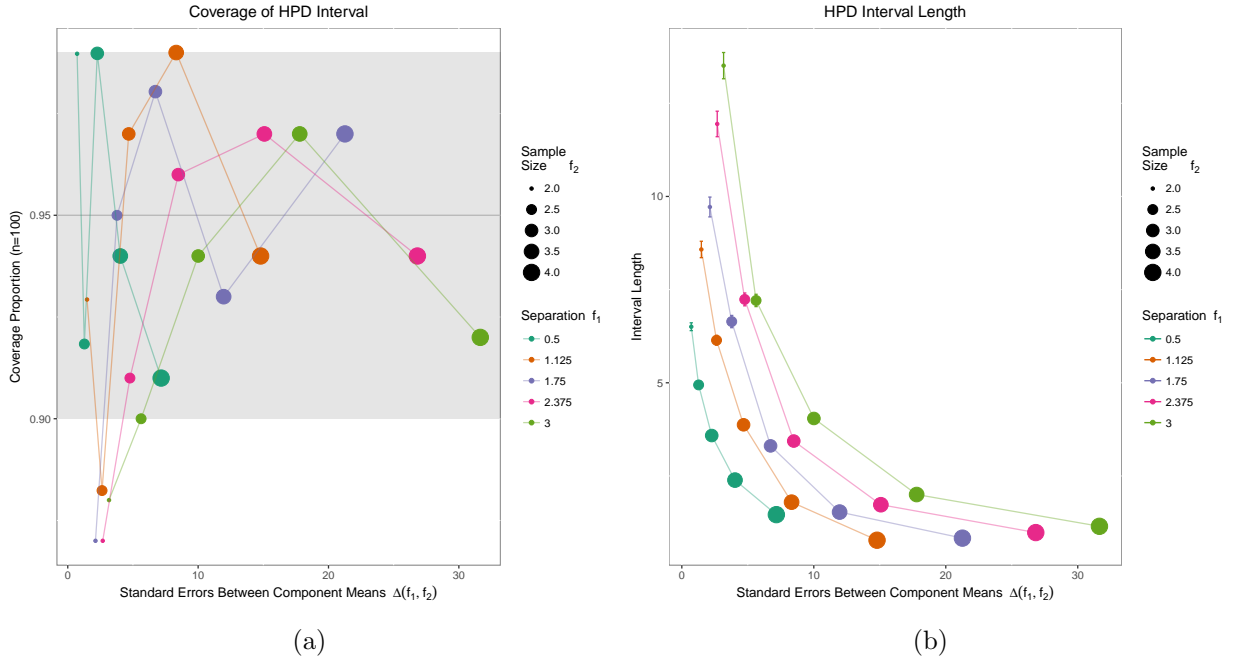 Coverage of HPD Interval
Coverage Proportion (n=100)
0.95
0.90
0
10
20
30
Standard Errors Between Component Means Δ(f₁, f₂)
Sample
Size f₂
2.0
2.5
3.0
3.5
4.0
Separation f₁
0.5
1.125
1.75
2.375
3
(a)
HPD Interval Length
Interval Length
10
5
0
10
20
30
Standard Errors Between Component Means Δ(f₁, f₂)
Sample
Size f₂
2.0
2.5
3.0
3.5
4.0
Separation f₁
0.5
1.125
1.75
2.375
3
(b)